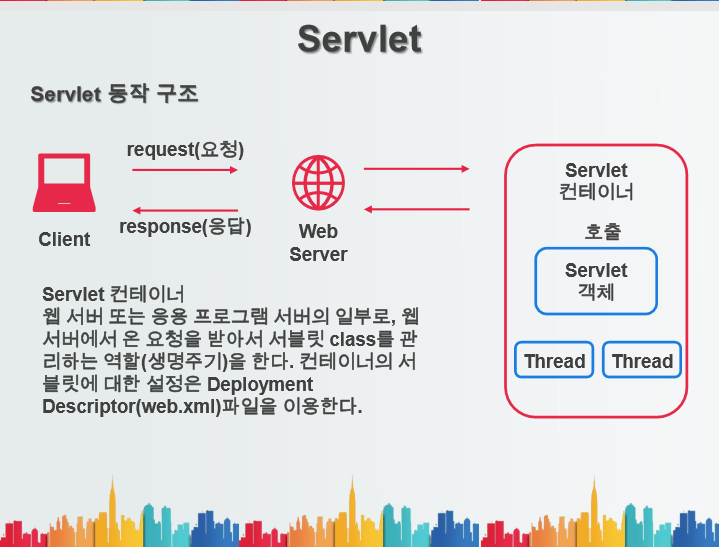 Servlet
Servlet 동작 구조
request(요청)
response(응답)
Client
Web
Server
Servlet
컨테이너
호출
Servlet
객체
Thread
Thread
Servlet 컨테이너
웹 서버 또는 응용 프로그램 서버의 일부로, 웹
서버에서 온 요청을 받아서 서블릿 class를 관
리하는 역할(생명주기)을 한다. 컨테이너의 서
블릿에 대한 설정은 Deployment
Descriptor(web.xml)파일을 이용한다.